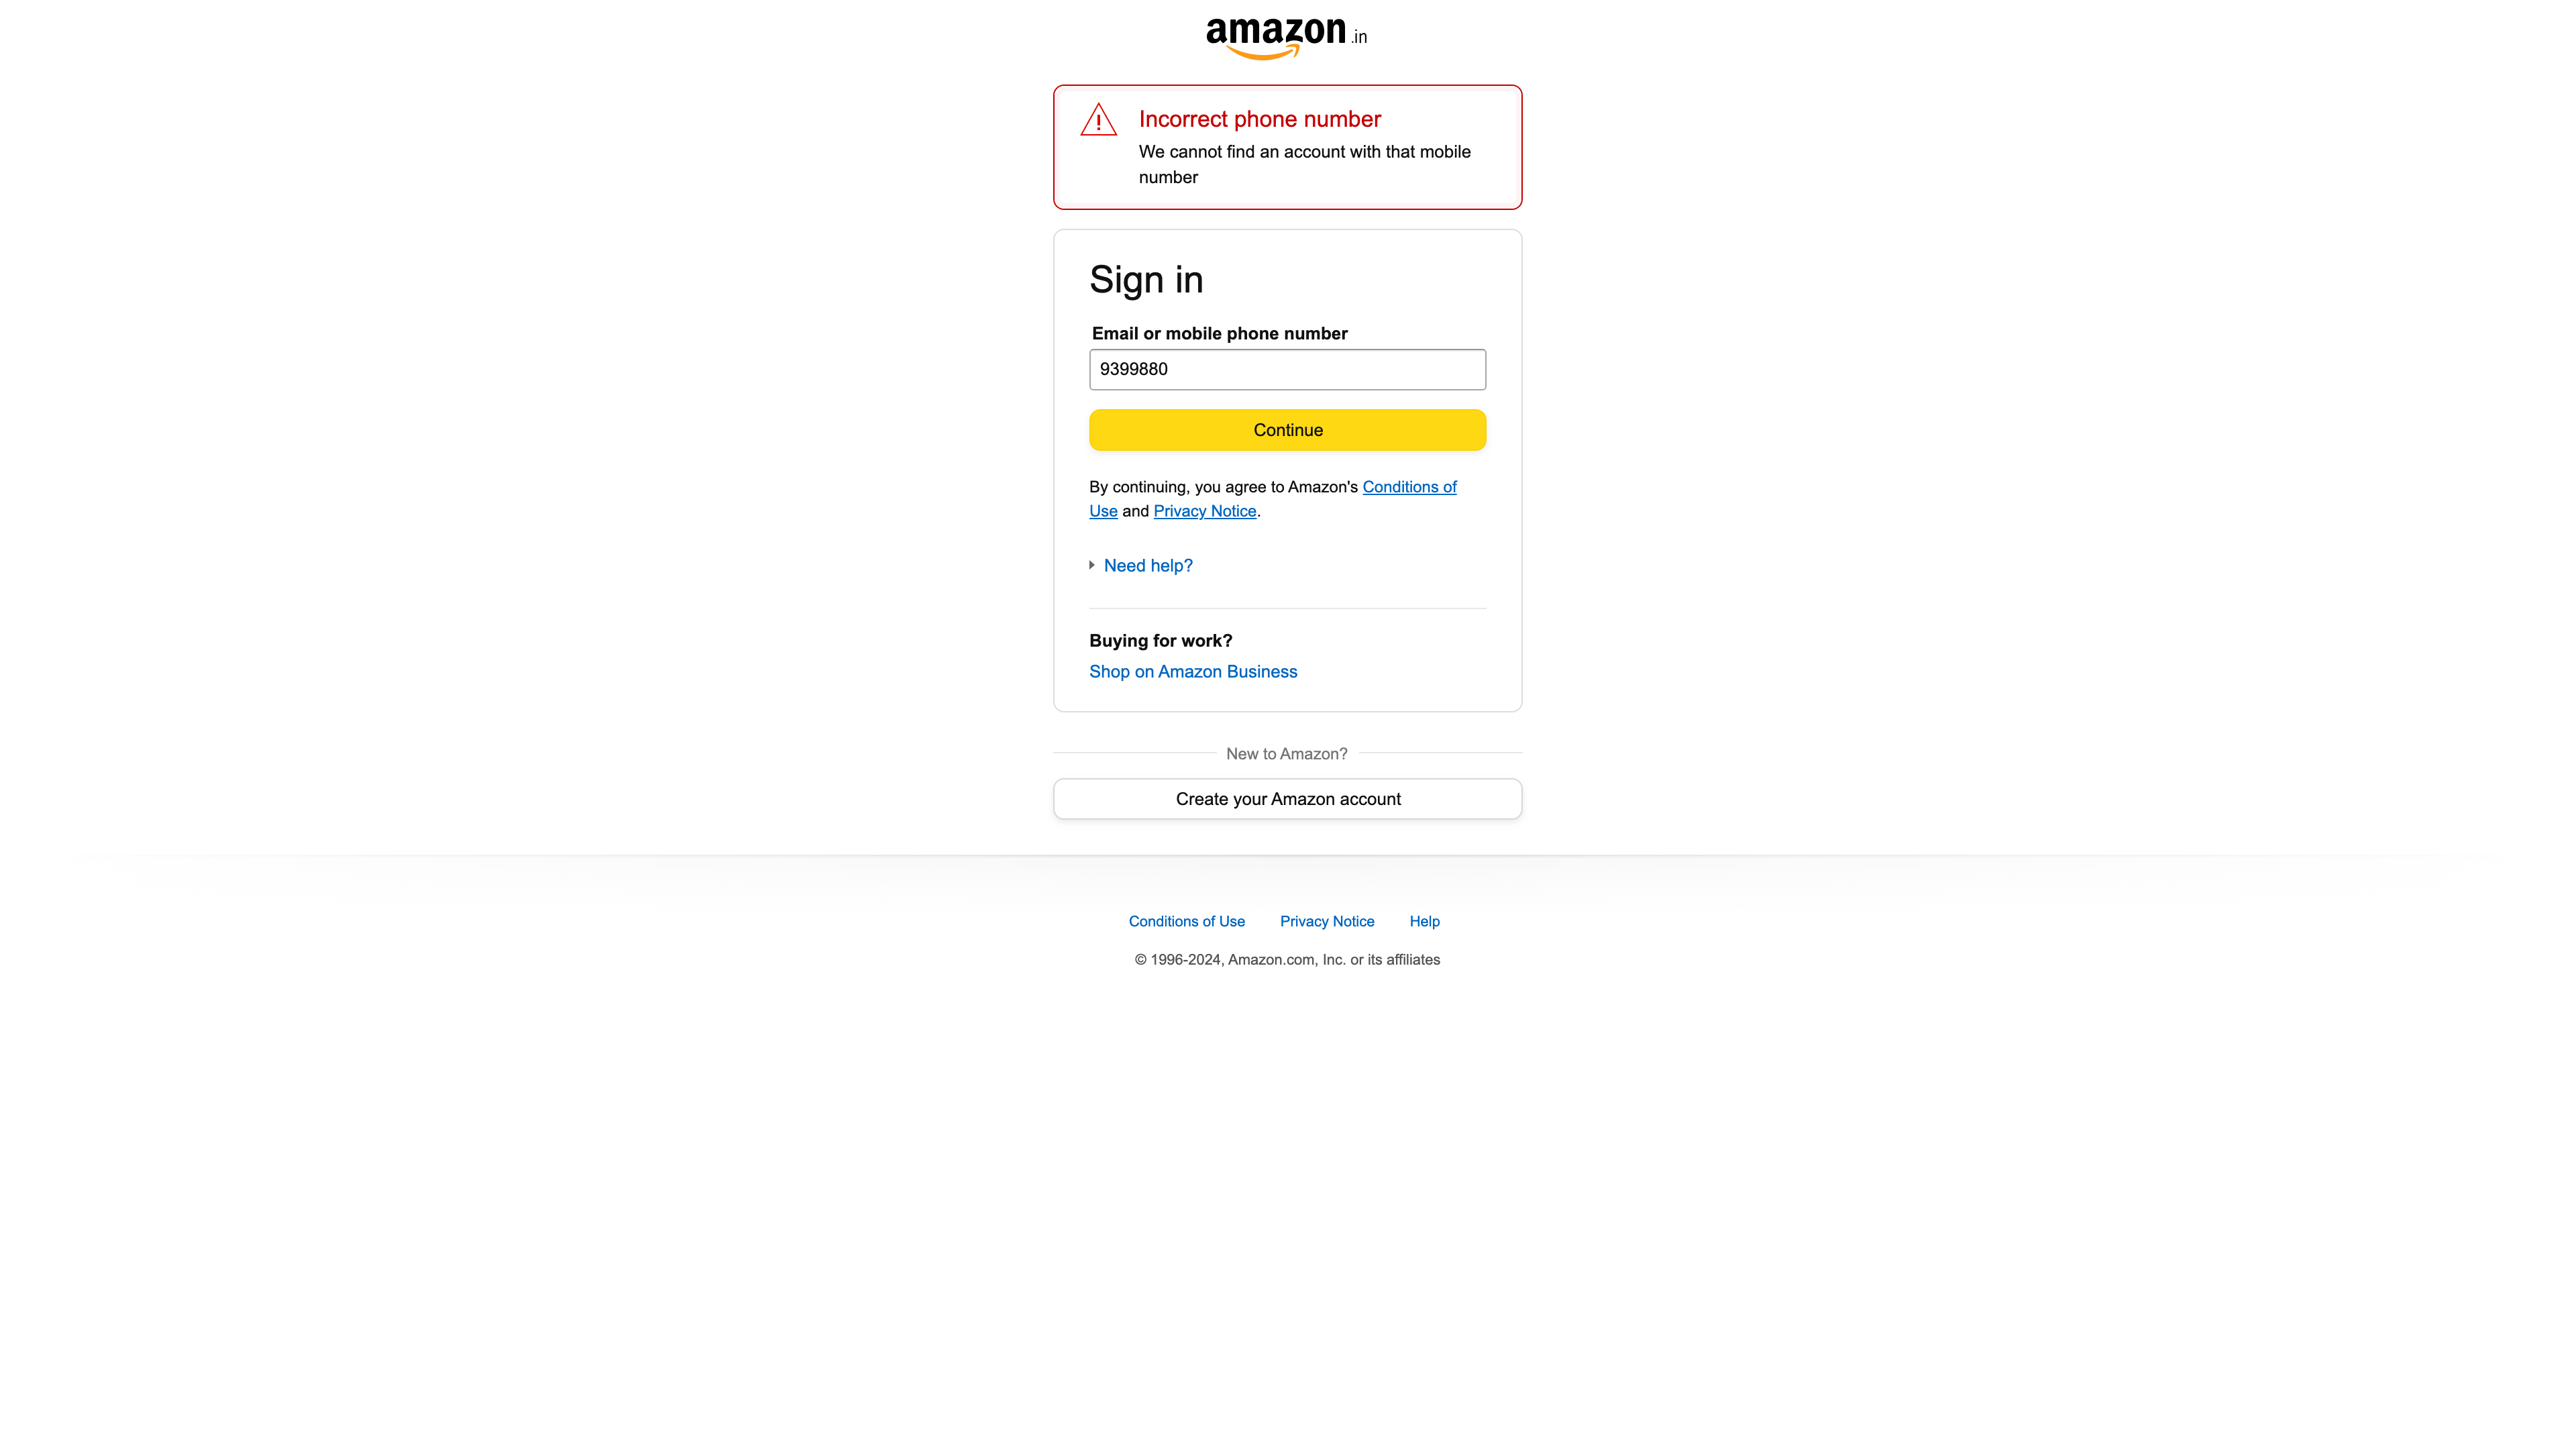 amazon.in
Incorrect phone number
We cannot find an account with that mobile
number
Sign in
Email or mobile phone number
9399880
Continue
By continuing, you agree to Amazon's Conditions of
Use and Privacy Notice.
Need help?
Buying for work?
Shop on Amazon Business
New to Amazon?
Create your Amazon account
Conditions of Use Privacy Notice Help
© 1996-2024, Amazon.com, Inc. or its affiliates